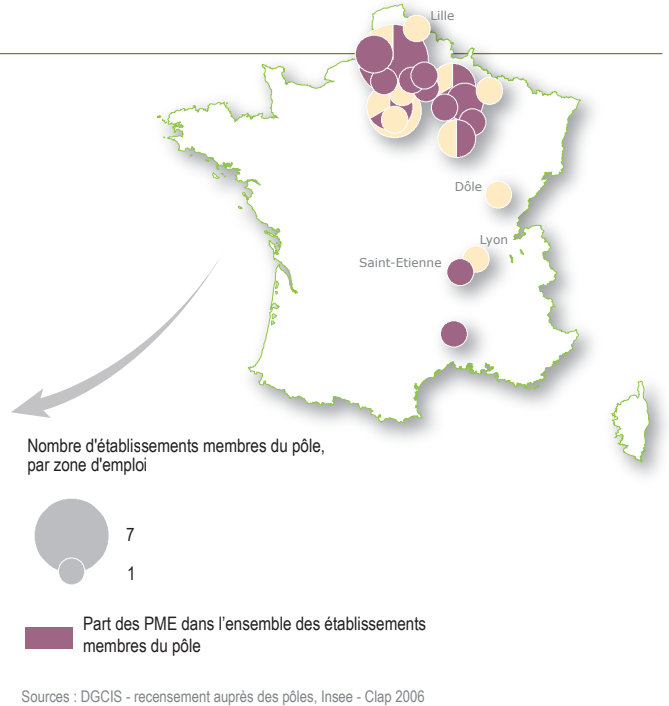 Lille
Dôle
Lyon
Saint-Etienne
Nombre d'établissements membres du pôle,
par zone d'emploi
7
1
Part des PME dans l’ensemble des établissements
membres du pôle
Sources : DGCIS - recensement auprès des pôles, Insee - Clap 2006